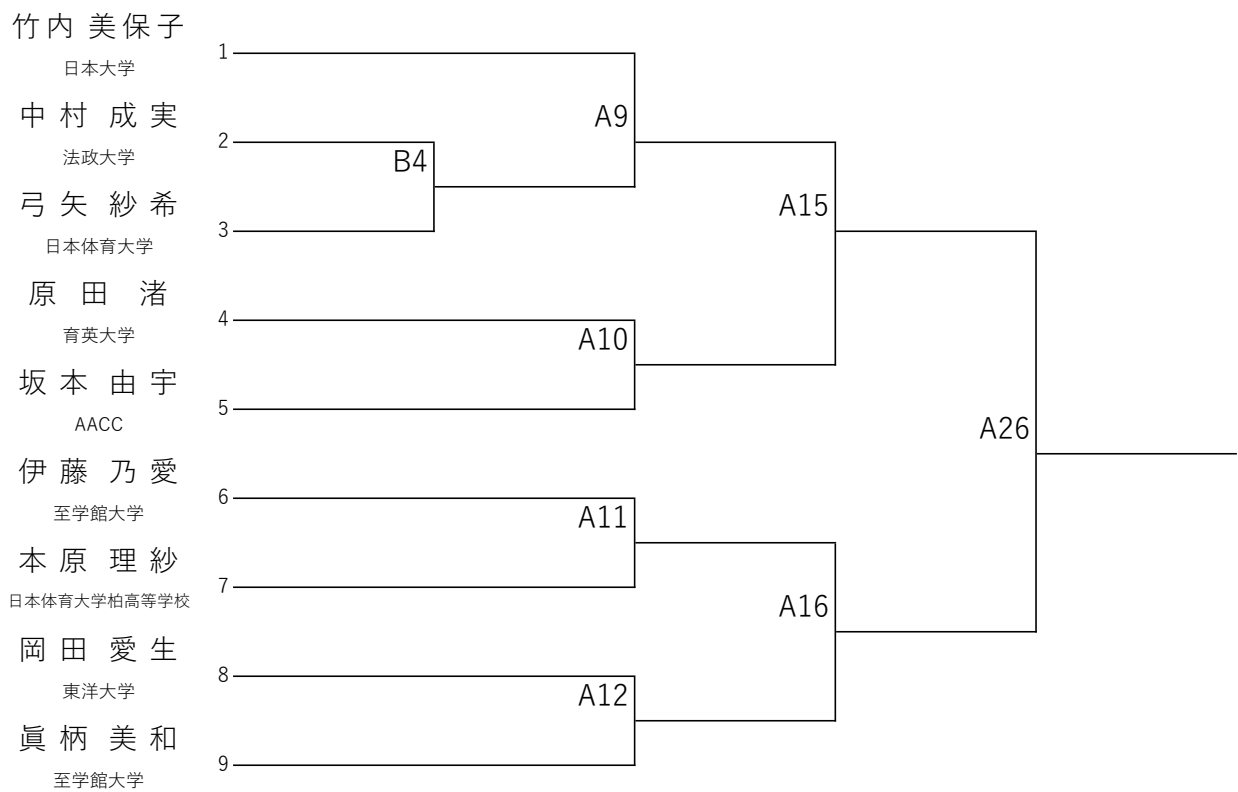 竹内 美保子
1
日本大学
中村 成実
A9
2
法政大学
B4
弓矢 紗希
A15
3
日本体育大学
原田 渚
4
育英大学
A10
坂本 由宇
5
AACC
A26
伊藤 乃愛
6
至学館大学
A11
本原 理紗
7
日本体育大学柏高等学校
A16
岡田 愛生
8
東洋大学
A12
眞柄 美和
9
至学館大学